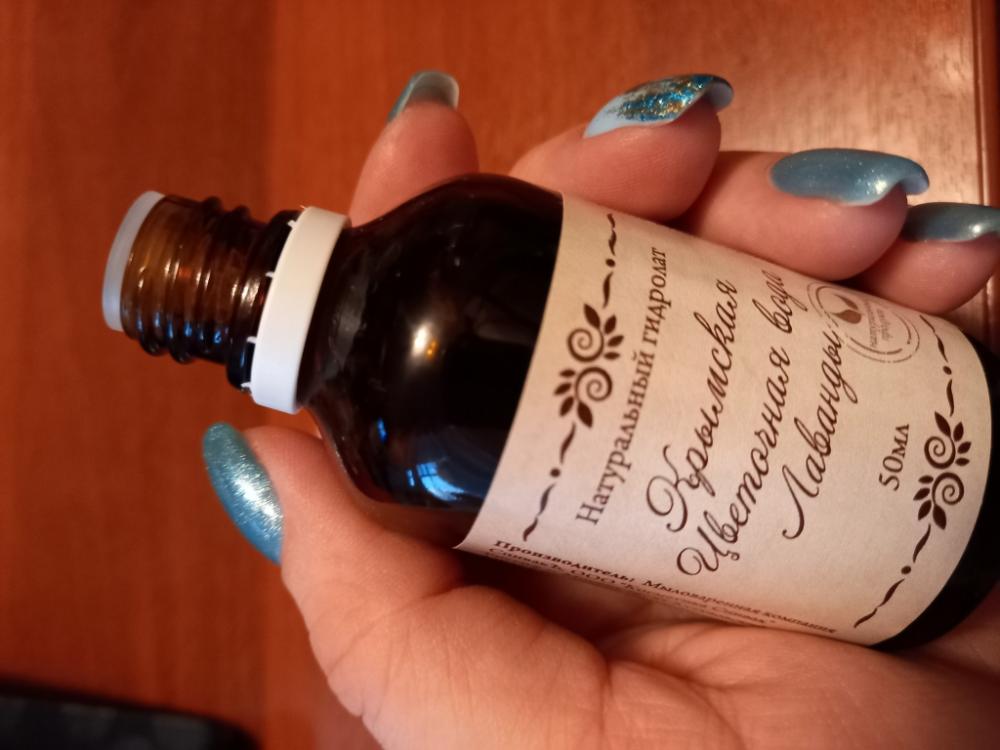 Натуральный гидролат
Крымская
Цветочная вода
Лаванды
50мл
Производитель: Мыловаренная компания